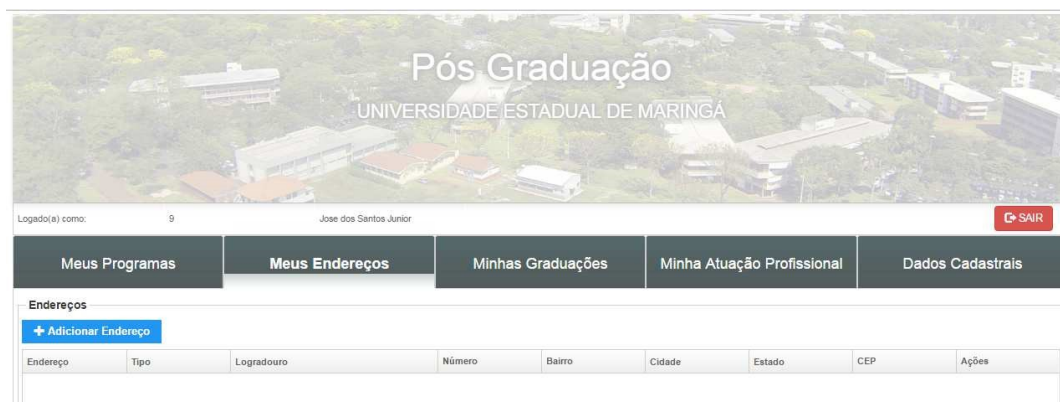 Pós Graduação
UNIVERSIDADE ESTADUAL DE MARINGÁ
Logado(a) como: 9 Jose dos Santos Junior SAIR
Meus Programas Meus Endereços Minhas Graduações Minha Atuação Profissional Dados Cadastrais
Endereços
Adicionar Endereço
Endereço Tipo Logradouro Número Bairro Cidade Estado CEP Ações